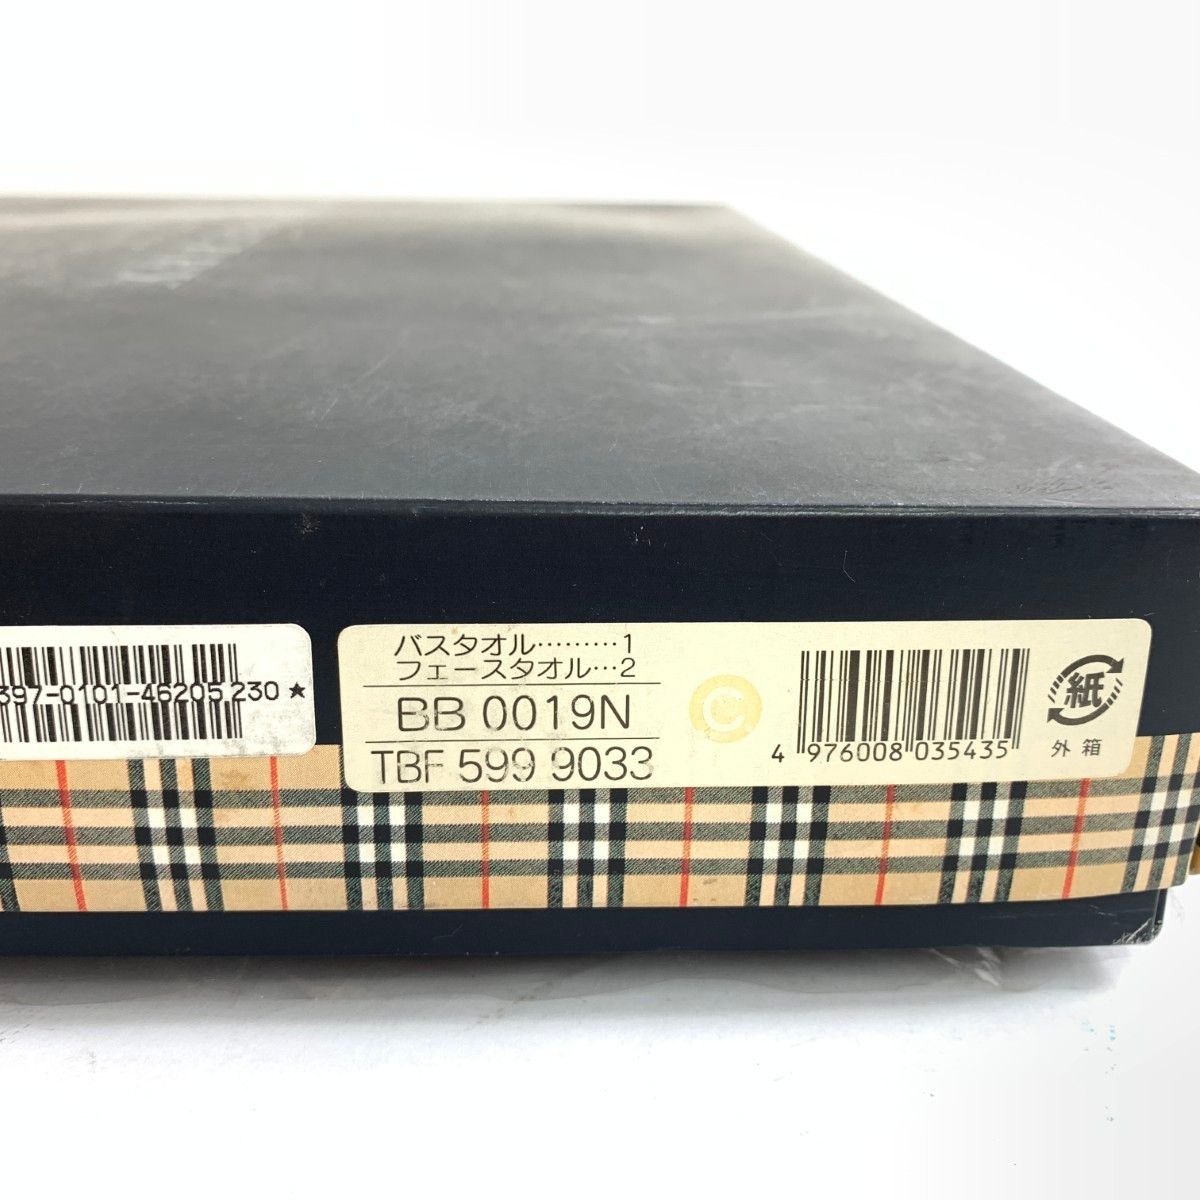 397-0101-46205 230 ★
バスタオル………1
フェースタオル…2
BB 0019N
TBF 599 9033
C
4 976008 035435
紙
外箱